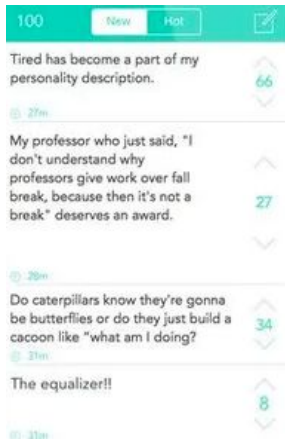 100 New Hot
Tired has become a part of my
personality description.
66
27m
My professor who just said, "I
don't understand why
professors give work over fall
break, because then it's not a
break" deserves an award.
27
28m
Do caterpillars know they're gonna
be butterflies or do they just build a
cacoon like "what am I doing?
34
31m
The equalizer!!
8
31m